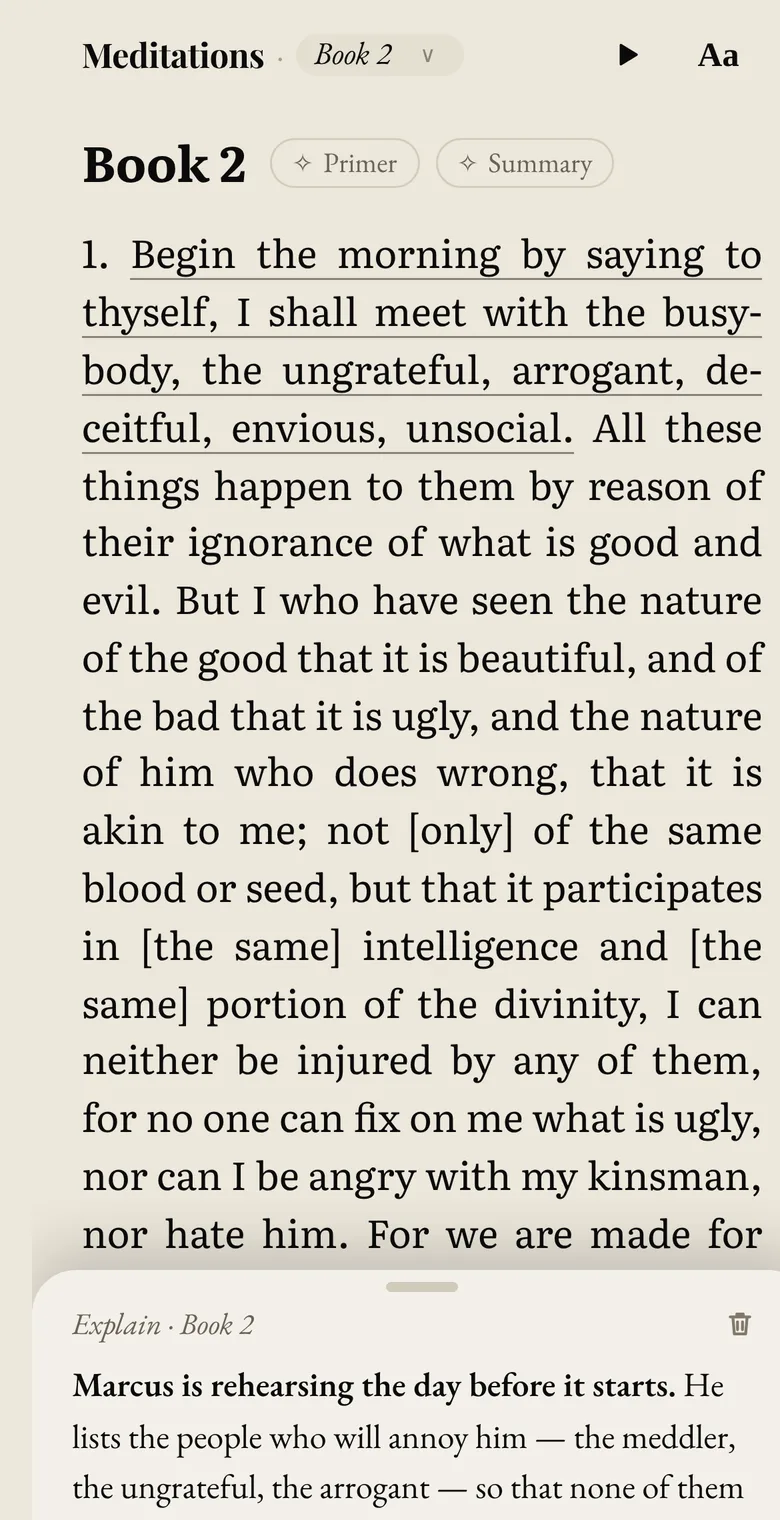 Meditations · Book 2 ∨ Aa
Book 2 ✧ Primer ✧ Summary
1. Begin the morning by saying to
thyself, I shall meet with the busy-
body, the ungrateful, arrogant, de-
ceitful, envious, unsocial. All these
things happen to them by reason of
their ignorance of what is good and
evil. But I who have seen the nature
of the good that it is beautiful, and of
the bad that it is ugly, and the nature
of him who does wrong, that it is
akin to me; not [only] of the same
blood or seed, but that it participates
in [the same] intelligence and [the
same] portion of the divinity, I can
neither be injured by any of them,
for no one can fix on me what is ugly,
nor can I be angry with my kinsman,
nor hate him. For we are made for
Explain · Book 2
Marcus is rehearsing the day before it starts. He
lists the people who will annoy him — the meddler,
the ungrateful, the arrogant — so that none of them